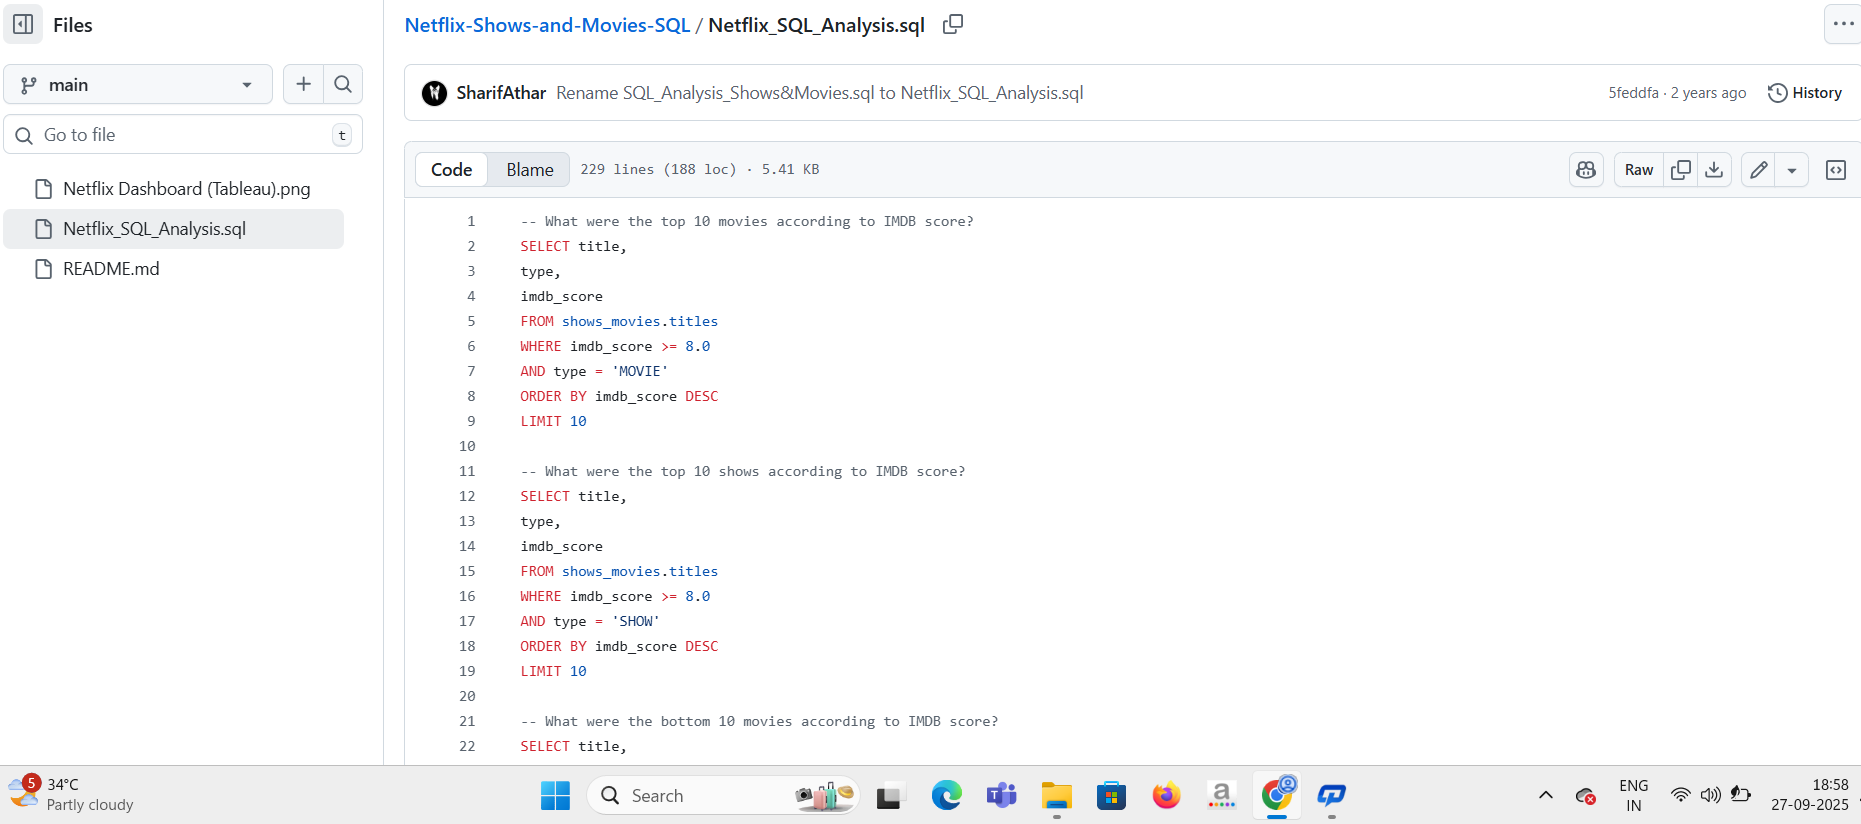 Files
main
Go to file
t
Netflix Dashboard (Tableau).png
Netflix_SQL_Analysis.sql
README.md
Netflix-Shows-and-Movies-SQL / Netflix_SQL_Analysis.sql
SharifAthar Rename SQL_Analysis_Shows&Movies.sql to Netflix_SQL_Analysis.sql
5feddfa · 2 years ago
History
Code Blame 229 lines (188 loc) · 5.41 KB
Raw
1 -- What were the top 10 movies according to IMDB score?
2 SELECT title,
3 type,
4 imdb_score
5 FROM shows_movies.titles
6 WHERE imdb_score >= 8.0
7 AND type = 'MOVIE'
8 ORDER BY imdb_score DESC
9 LIMIT 10
10
11 -- What were the top 10 shows according to IMDB score?
12 SELECT title,
13 type,
14 imdb_score
15 FROM shows_movies.titles
16 WHERE imdb_score >= 8.0
17 AND type = 'SHOW'
18 ORDER BY imdb_score DESC
19 LIMIT 10
20
21 -- What were the bottom 10 movies according to IMDB score?
22 SELECT title,
5
34°C
Partly cloudy
Search
T
a
ENG
IN
18:58
27-09-2025